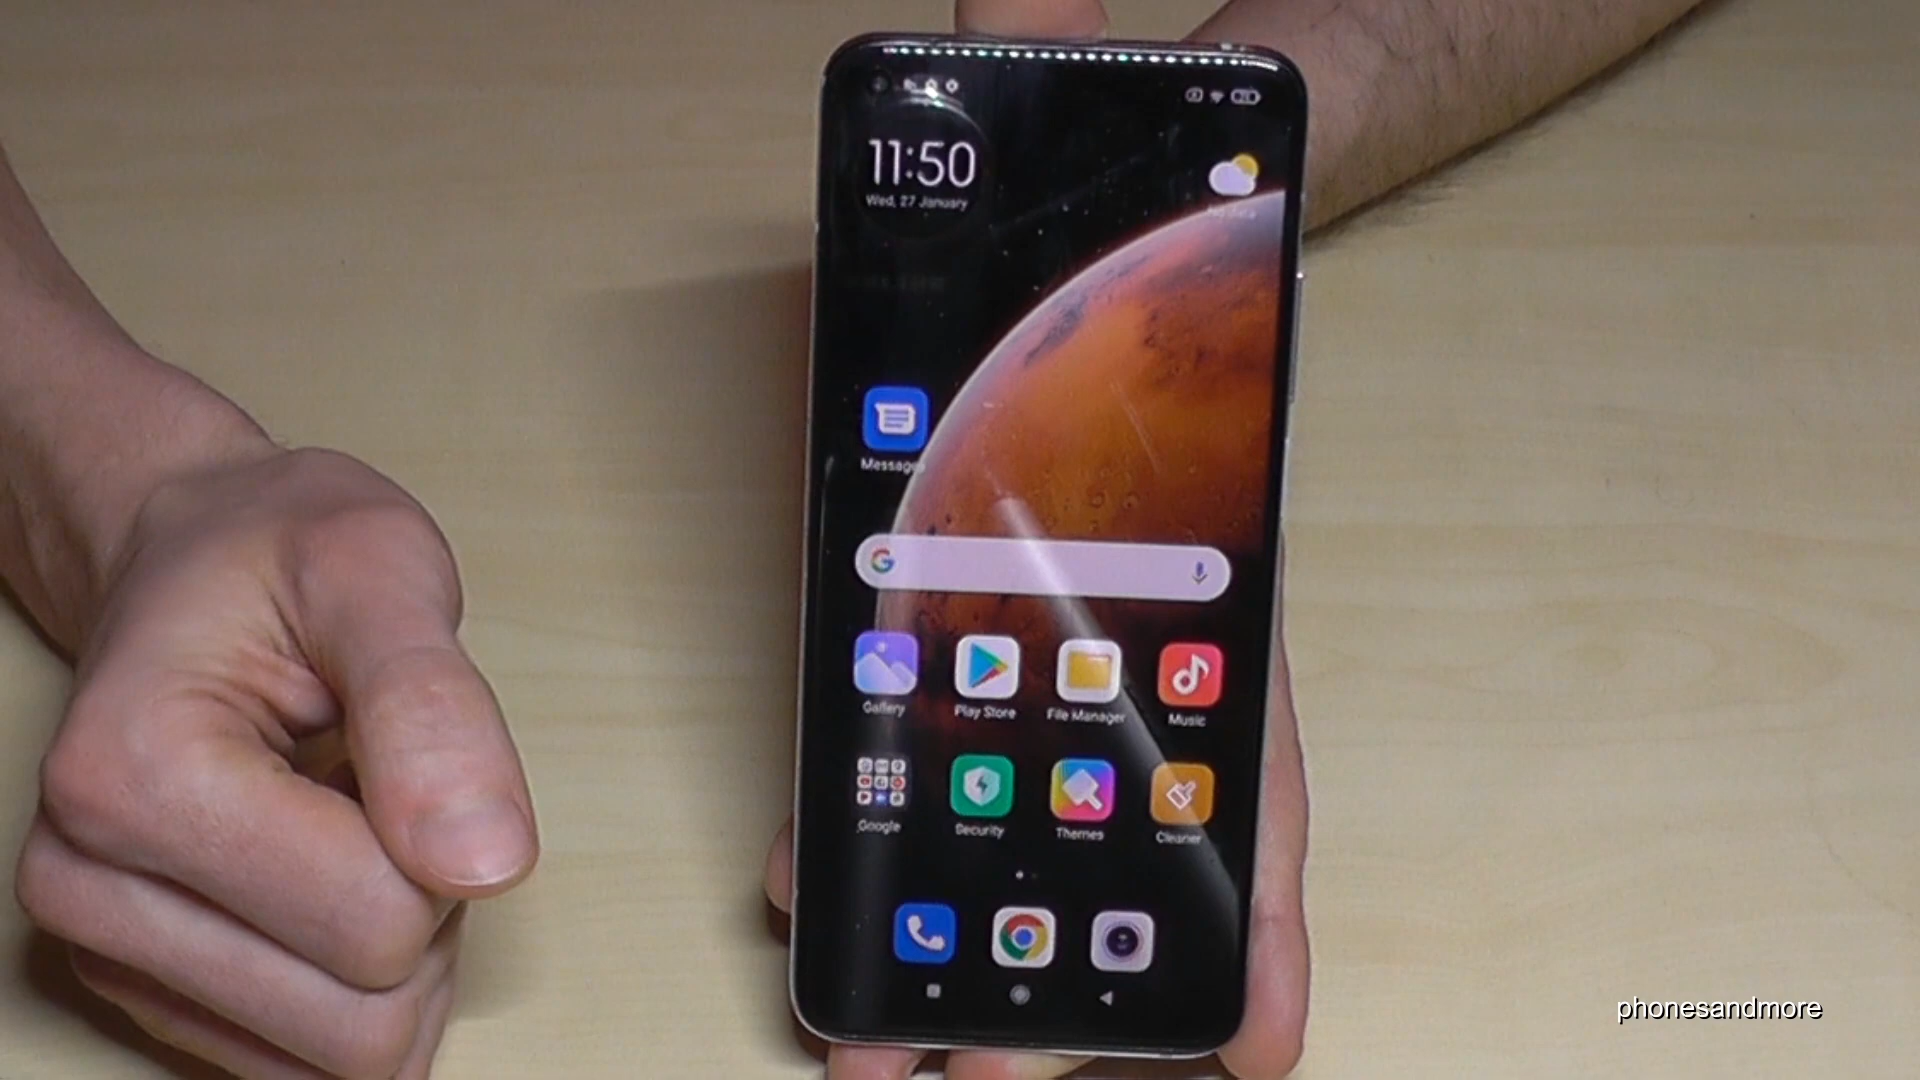 11:50
Wed, 27 January
Messages
Gallery
Play Store
File Manager
Music
Google
Security
Themes
Cleaner
phonesandmore